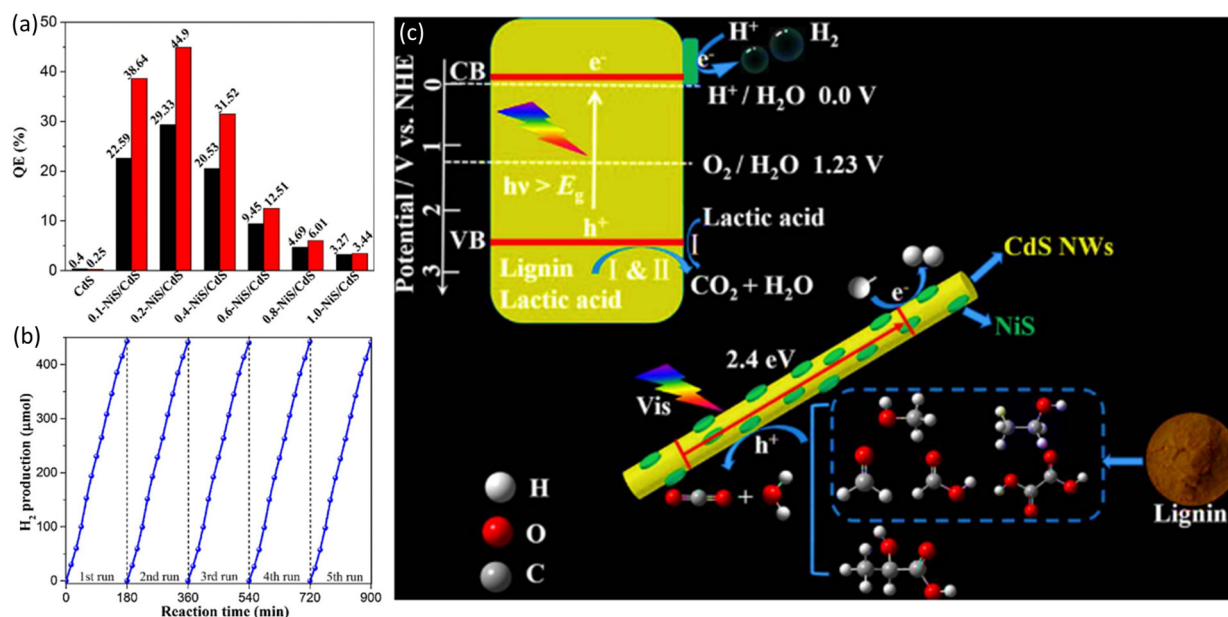 (a)
QE (%)
50
40
30
20
10
0
0.4
0.25
22.59
38.64
29.33
44.9
20.53
31.52
9.45
12.51
4.69
6.01
3.27
3.44
CdS
0.1-NiS/CdS
0.2-NiS/CdS
0.4-NiS/CdS
0.6-NiS/CdS
0.8-NiS/CdS
1.0-NiS/CdS
(b)
H₂ production (μmol)
400
300
200
100
0
1st run
2nd run
3rd run
4th run
5th run
0
180
360
540
720
900
Reaction time (min)
(c)
Potential / V vs. NHE
0
1
2
3
CB
VB
e⁻
hν > Eg
h⁺
Lignin
Lactic acid
I & II
e⁻
H⁺
H₂
H⁺ / H₂O 0.0 V
O₂ / H₂O 1.23 V
Lactic acid
I
CO₂ + H₂O
CdS NWs
NiS
e⁻
2.4 eV
Vis
h⁺
+
H
O
C
Lignin